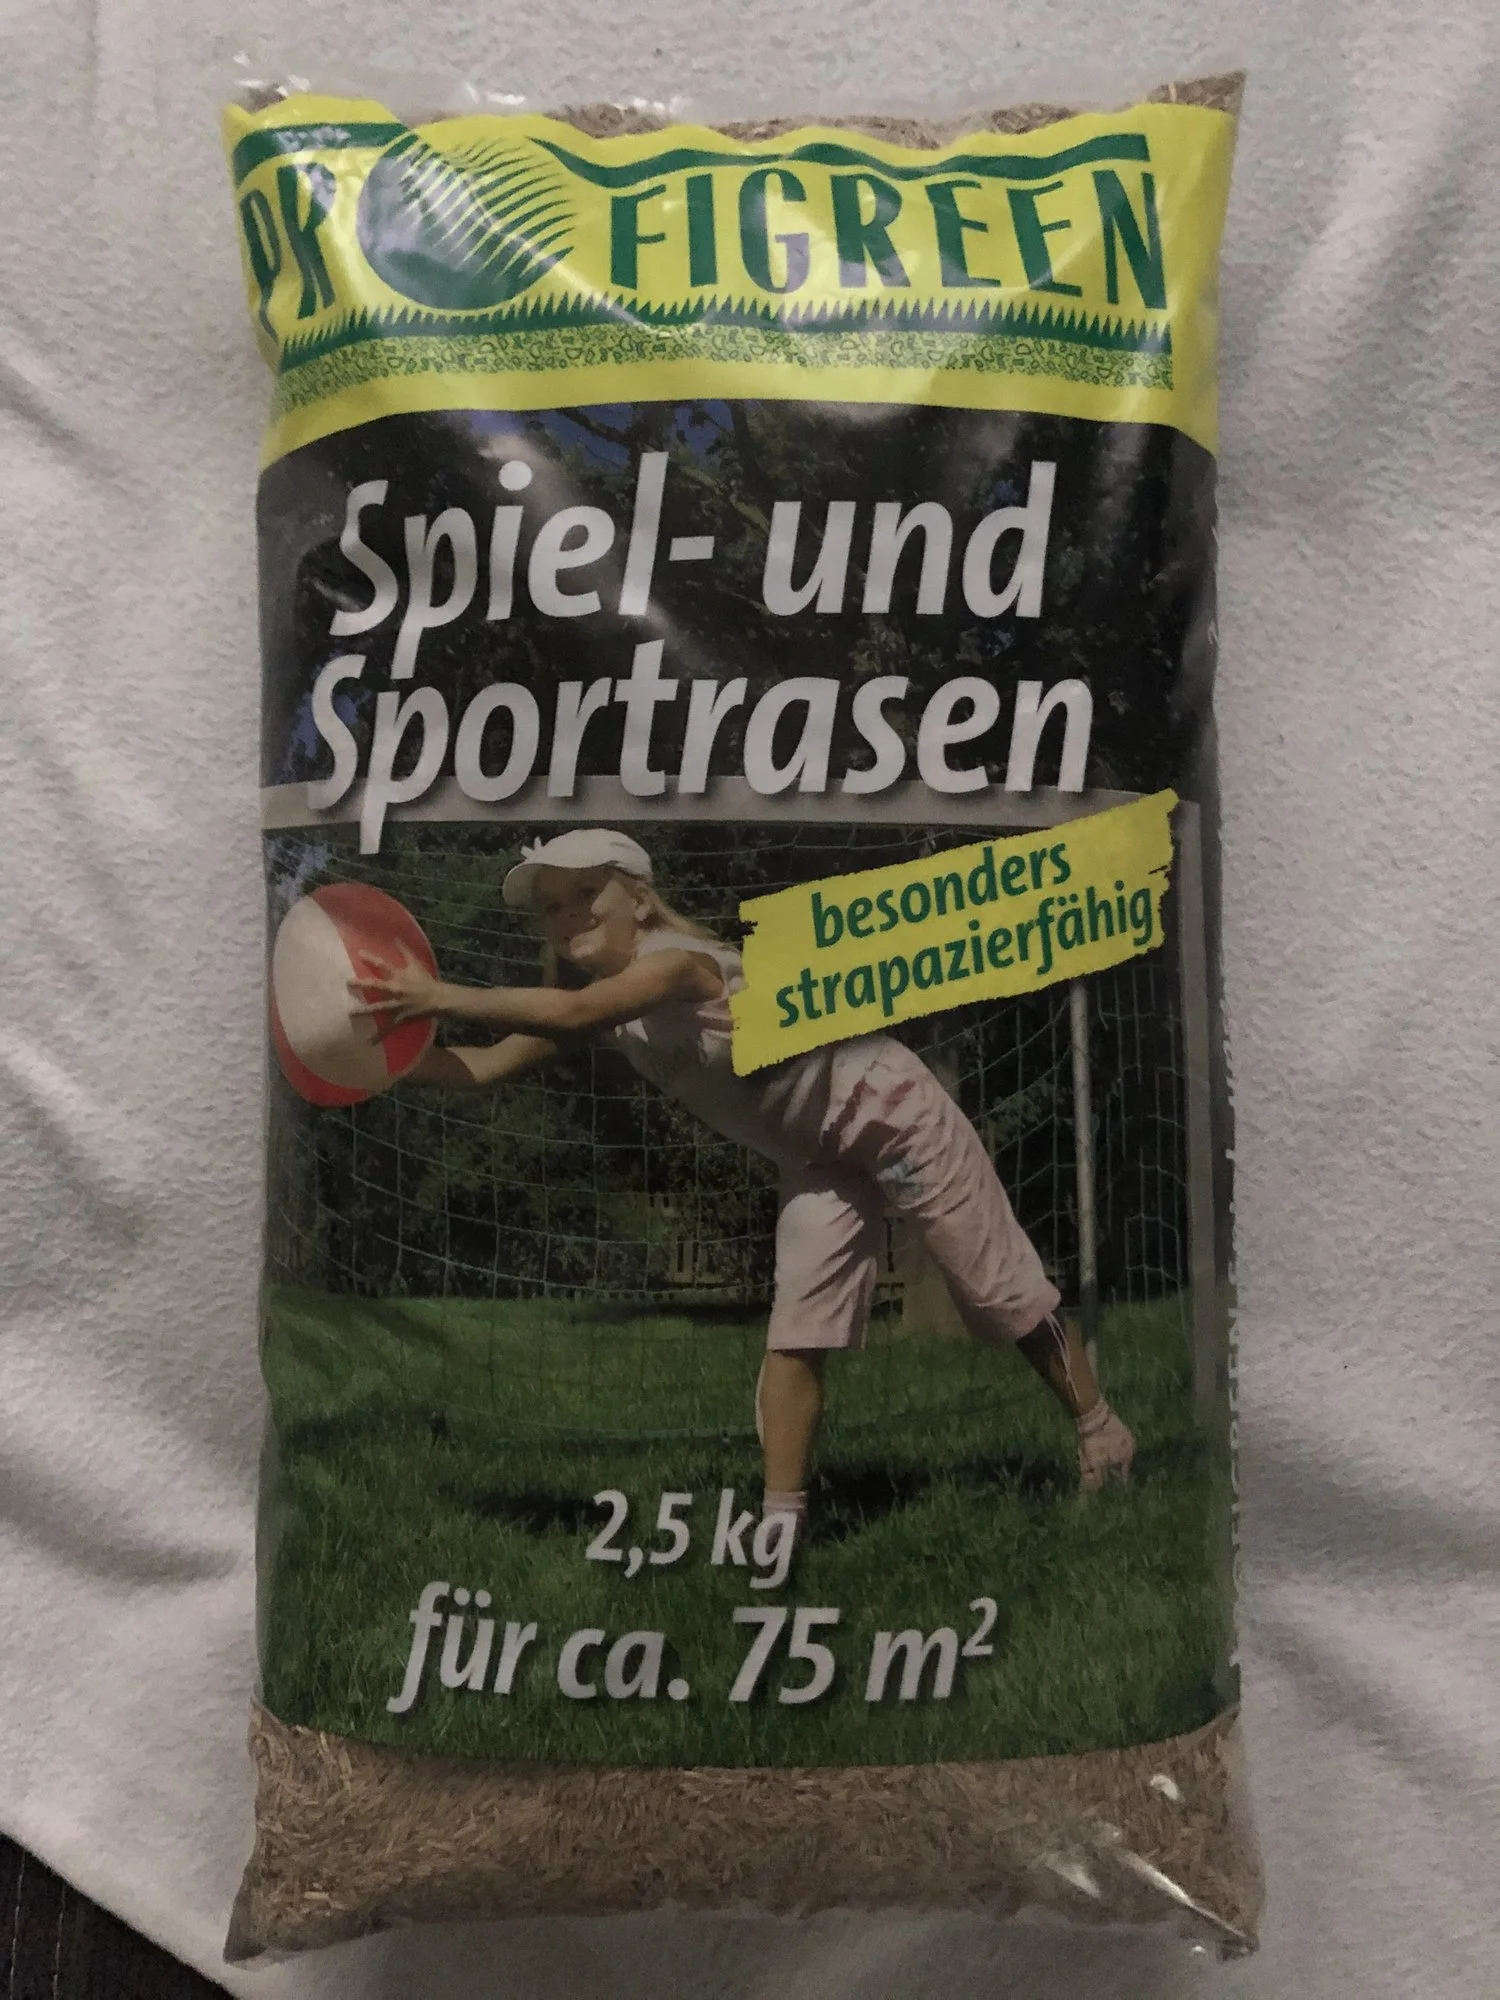 PROFIGREEN
Spiel- und
Sportrasen
besonders
strapazierfähig
2,5 kg
für ca. 75 m²